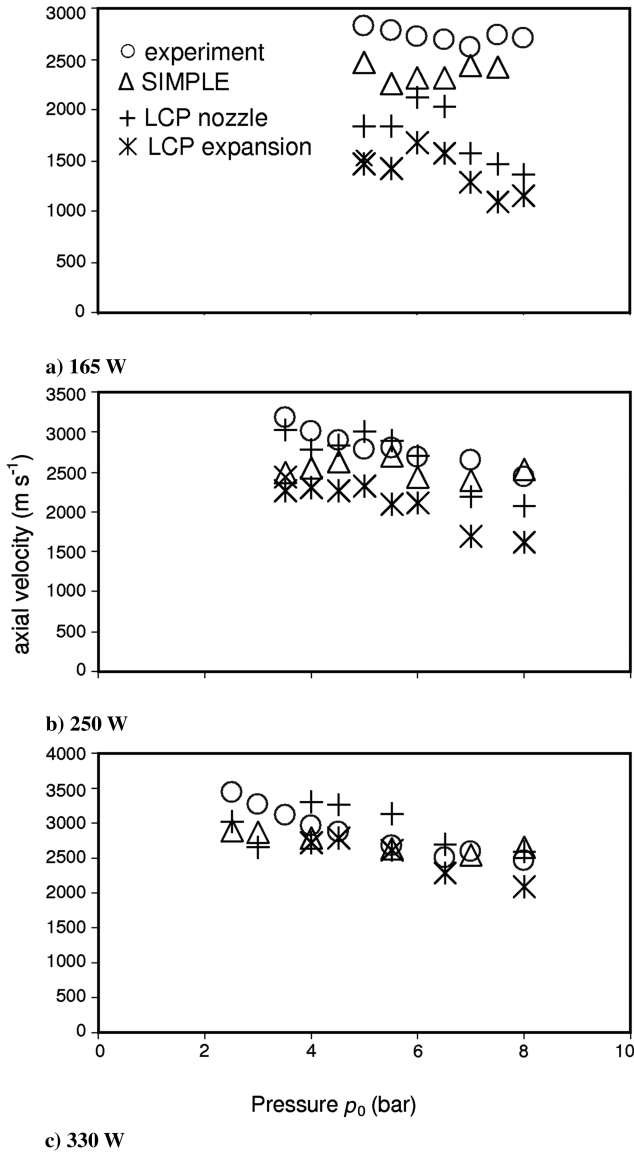 3000
2500
2000
1500
1000
500
0
experiment
SIMPLE
LCP nozzle
LCP expansion
a) 165 W
3500
3000
2500
2000
1500
1000
500
0
axial velocity (m s⁻¹)
b) 250 W
4000
3500
3000
2500
2000
1500
1000
500
0
0 2 4 6 8 10
Pressure p₀ (bar)
c) 330 W